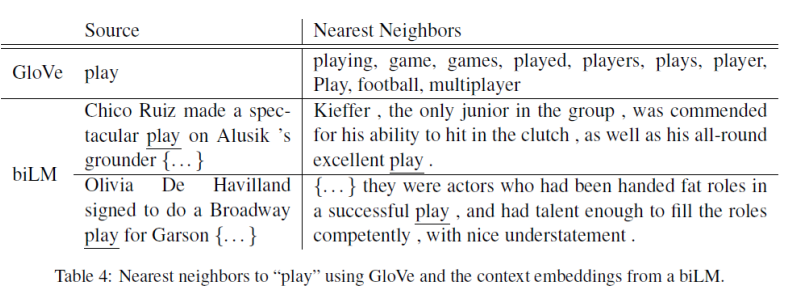 Source Nearest Neighbors
GloVe play playing, game, games, played, players, plays, player,
Play, football, multiplayer
biLM
Chico Ruiz made a spec-
tacular play on Alusik 's
grounder {...}
Kieffer , the only junior in the group , was commended
for his ability to hit in the clutch , as well as his all-round
excellent play .
Olivia De Havilland
signed to do a Broadway
play for Garson {...}
{...} they were actors who had been handed fat roles in
a successful play , and had talent enough to fill the roles
competently , with nice understatement .
Table 4: Nearest neighbors to “play” using GloVe and the context embeddings from a biLM.